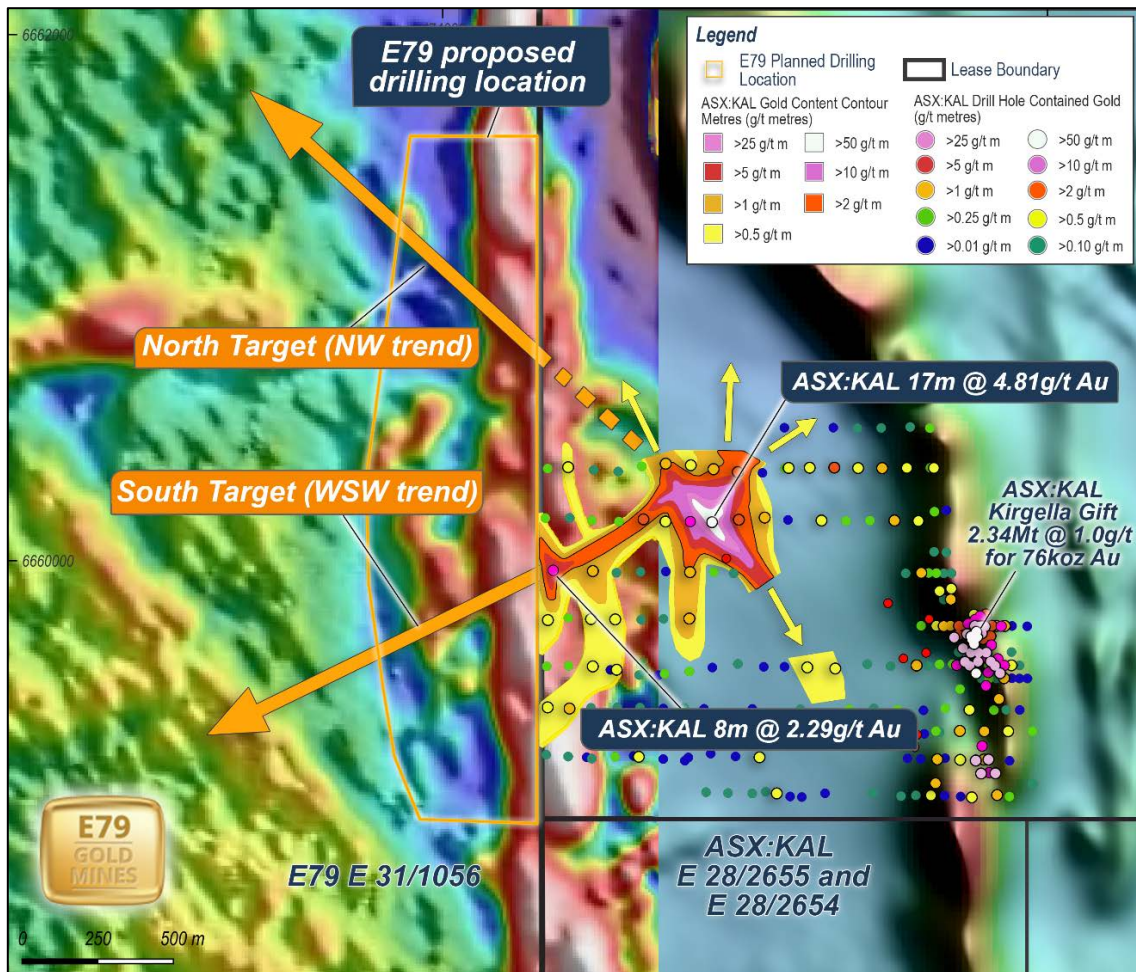 6662000
E79 proposed
drilling location
Legend
E79 Planned Drilling
Location
Lease Boundary
ASX:KAL Gold Content Contour
Metres (g/t metres)
>25 g/t m
>50 g/t m
>5 g/t m
>10 g/t m
>1 g/t m
>2 g/t m
>0.5 g/t m
ASX:KAL Drill Hole Contained Gold
(g/t metres)
>25 g/t m
>50 g/t m
>5 g/t m
>10 g/t m
>1 g/t m
>2 g/t m
>0.25 g/t m
>0.5 g/t m
>0.01 g/t m
>0.10 g/t m
North Target (NW trend)
ASX:KAL 17m @ 4.81g/t Au
South Target (WSW trend)
ASX:KAL
Kirgella Gift
2.34Mt @ 1.0g/t
for 76koz Au
6660000
ASX:KAL 8m @ 2.29g/t Au
E79
GOLD
MINES
E79 E 31/1056
ASX:KAL
E 28/2655 and
E 28/2654
0 250 500 m